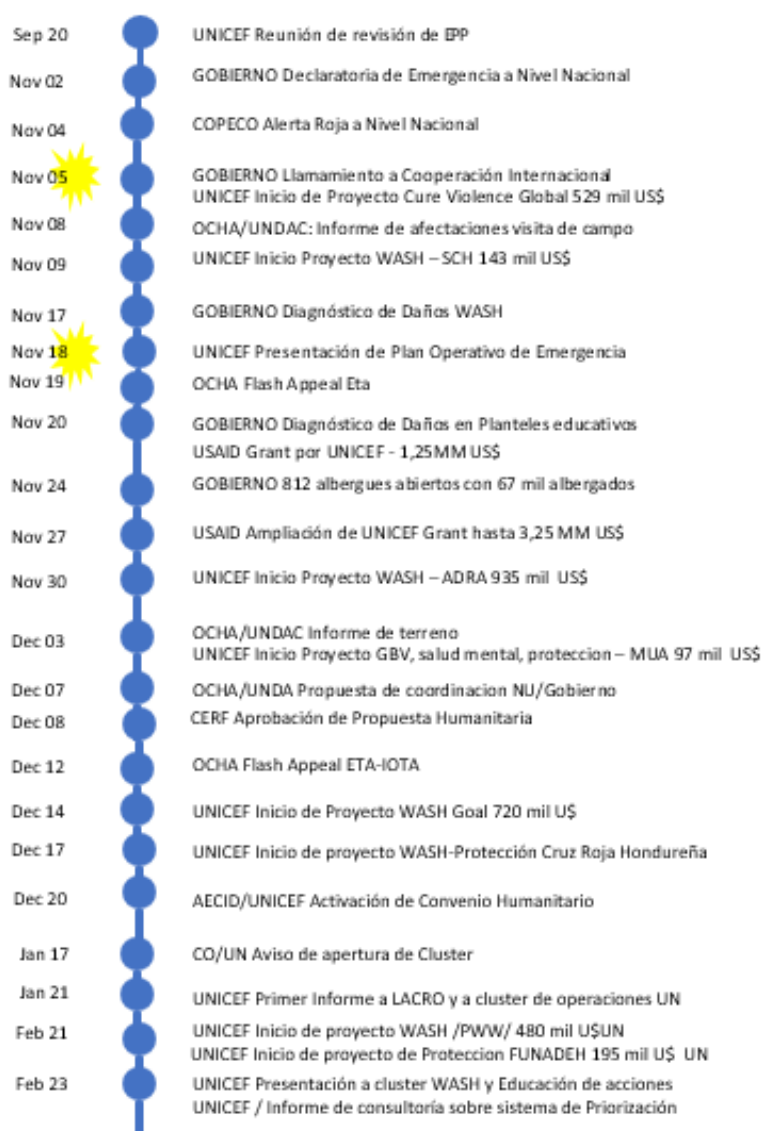 Sep 20 UNICEF Reunión de revisión de EPP
Nov 02 GOBIERNO Declaratoria de Emergencia a Nivel Nacional
Nov 04 COPECO Alerta Roja a Nivel Nacional
Nov 05 GOBIERNO Llamamiento a Cooperación Internacional
UNICEF Inicio de Proyecto Cure Violence Global 529 mil US$
Nov 08 OCHA/UNDAC: Informe de afectaciones visita de campo
Nov 09 UNICEF Inicio Proyecto WASH – SCH 143 mil US$
Nov 17 GOBIERNO Diagnóstico de Daños WASH
Nov 18 UNICEF Presentación de Plan Operativo de Emergencia
Nov 19 OCHA Flash Appeal Eta
Nov 20 GOBIERNO Diagnóstico de Daños en Planteles educativos
USAID Grant por UNICEF - 1,25MM US$
Nov 24 GOBIERNO 812 albergues abiertos con 67 mil albergados
Nov 27 USAID Ampliación de UNICEF Grant hasta 3,25 MM US$
Nov 30 UNICEF Inicio Proyecto WASH – ADRA 935 mil US$
Dec 03 OCHA/UNDAC Informe de terreno
UNICEF Inicio Proyecto GBV, salud mental, proteccion – MUA 97 mil US$
Dec 07 OCHA/UNDA Propuesta de coordinacion NU/Gobierno
Dec 08 CERF Aprobación de Propuesta Humanitaria
Dec 12 OCHA Flash Appeal ETA-IOTA
Dec 14 UNICEF Inicio de Proyecto WASH Goal 720 mil U$
Dec 17 UNICEF Inicio de proyecto WASH-Protección Cruz Roja Hondureña
Dec 20 AECID/UNICEF Activación de Convenio Humanitario
Jan 17 CO/UN Aviso de apertura de Cluster
Jan 21 UNICEF Primer Informe a LACRO y a cluster de operaciones UN
Feb 21 UNICEF Inicio de proyecto WASH /PWW/ 480 mil U$UN
UNICEF Inicio de proyecto de Proteccion FUNADEH 195 mil U$ UN
Feb 23 UNICEF Presentación a cluster WASH y Educación de acciones
UNICEF / Informe de consultoría sobre sistema de Priorización